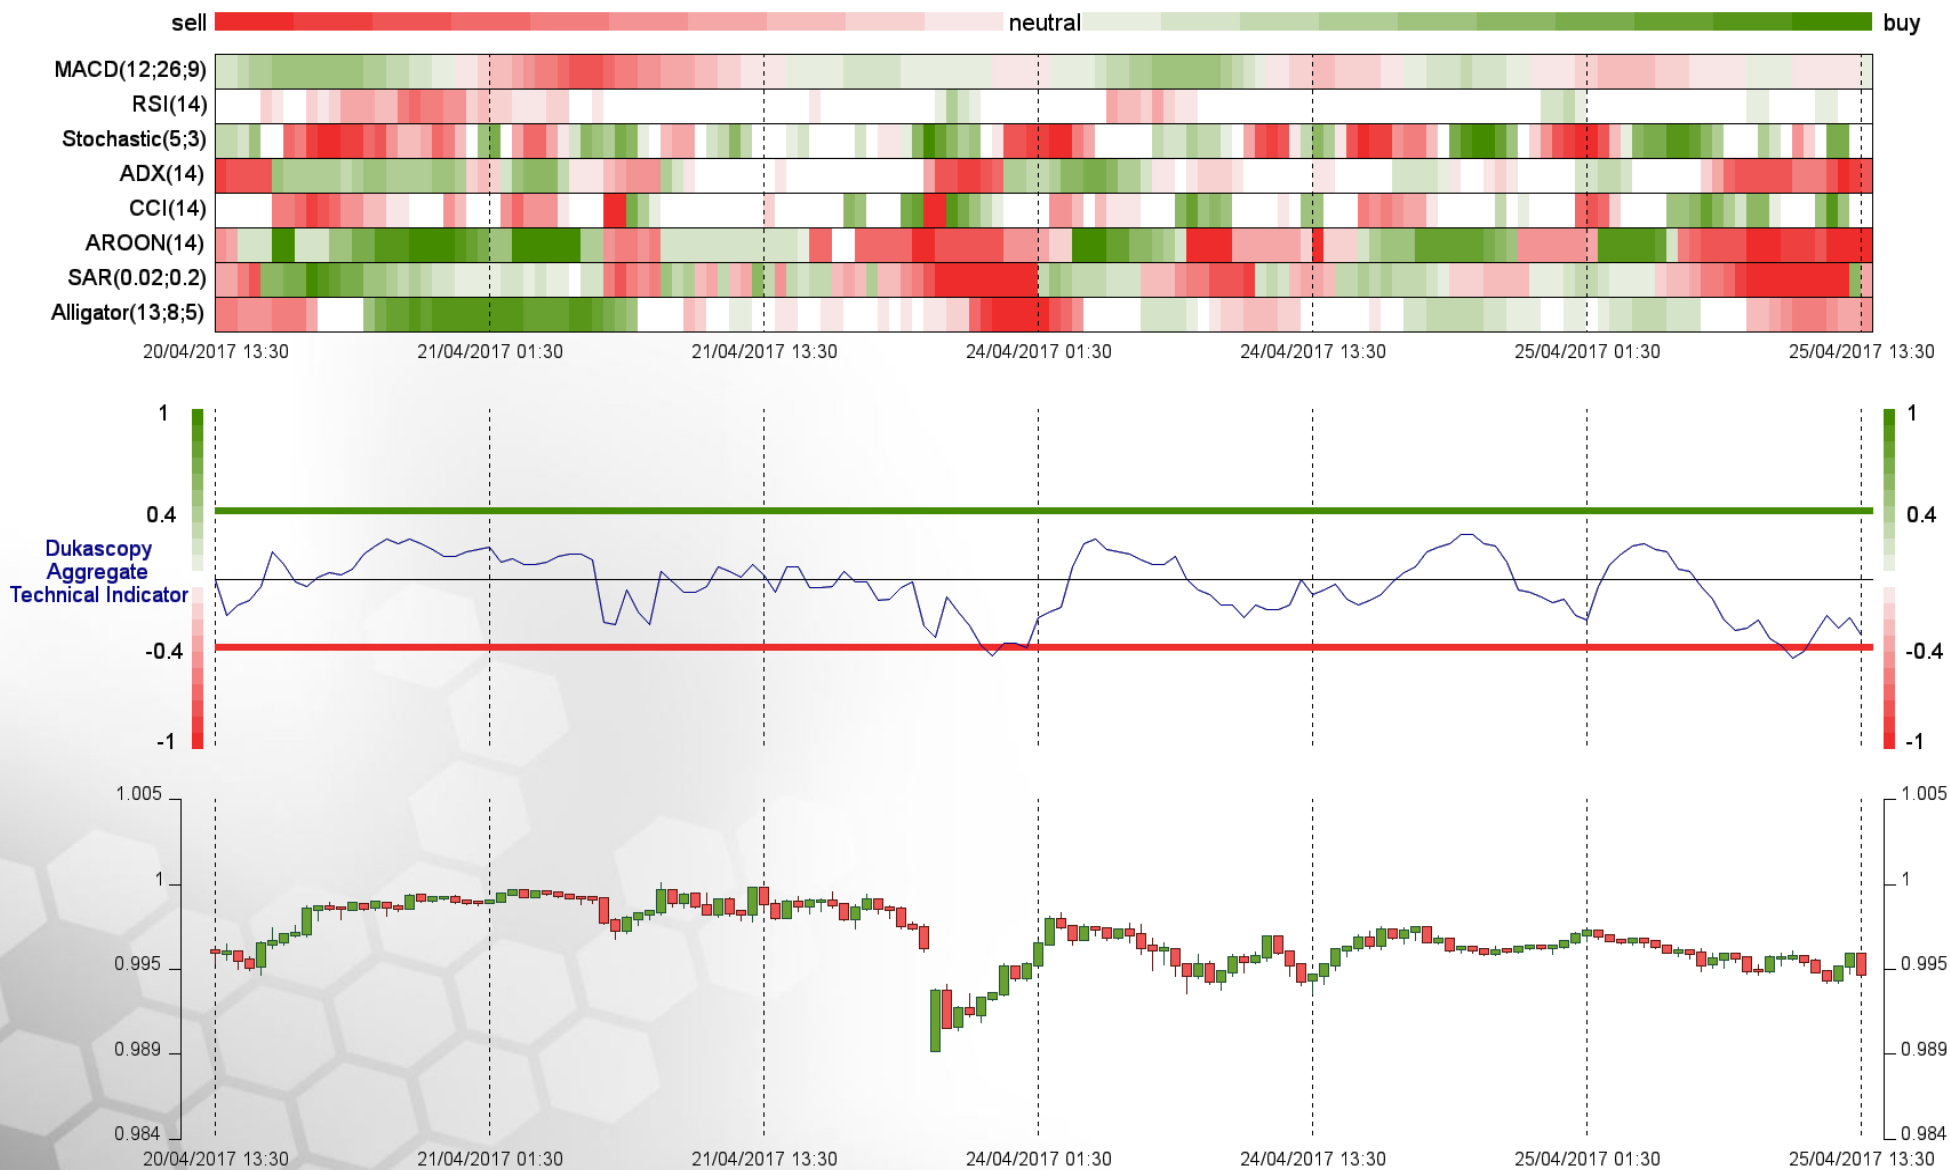 sell neutral buy
MACD(12;26;9)
RSI(14)
Stochastic(5;3)
ADX(14)
CCI(14)
AROON(14)
SAR(0.02;0.2)
Alligator(13;8;5)
20/04/2017 13:30 21/04/2017 01:30 21/04/2017 13:30 24/04/2017 01:30 24/04/2017 13:30 25/04/2017 01:30 25/04/2017 13:30
1 1
0.4 0.4
Dukascopy
Aggregate
Technical Indicator
-0.4 -0.4
-1 -1
1.005 1.005
1 1
0.995 0.995
0.989 0.989
0.984 0.984
20/04/2017 13:30 21/04/2017 01:30 21/04/2017 13:30 24/04/2017 01:30 24/04/2017 13:30 25/04/2017 01:30 25/04/2017 13:30